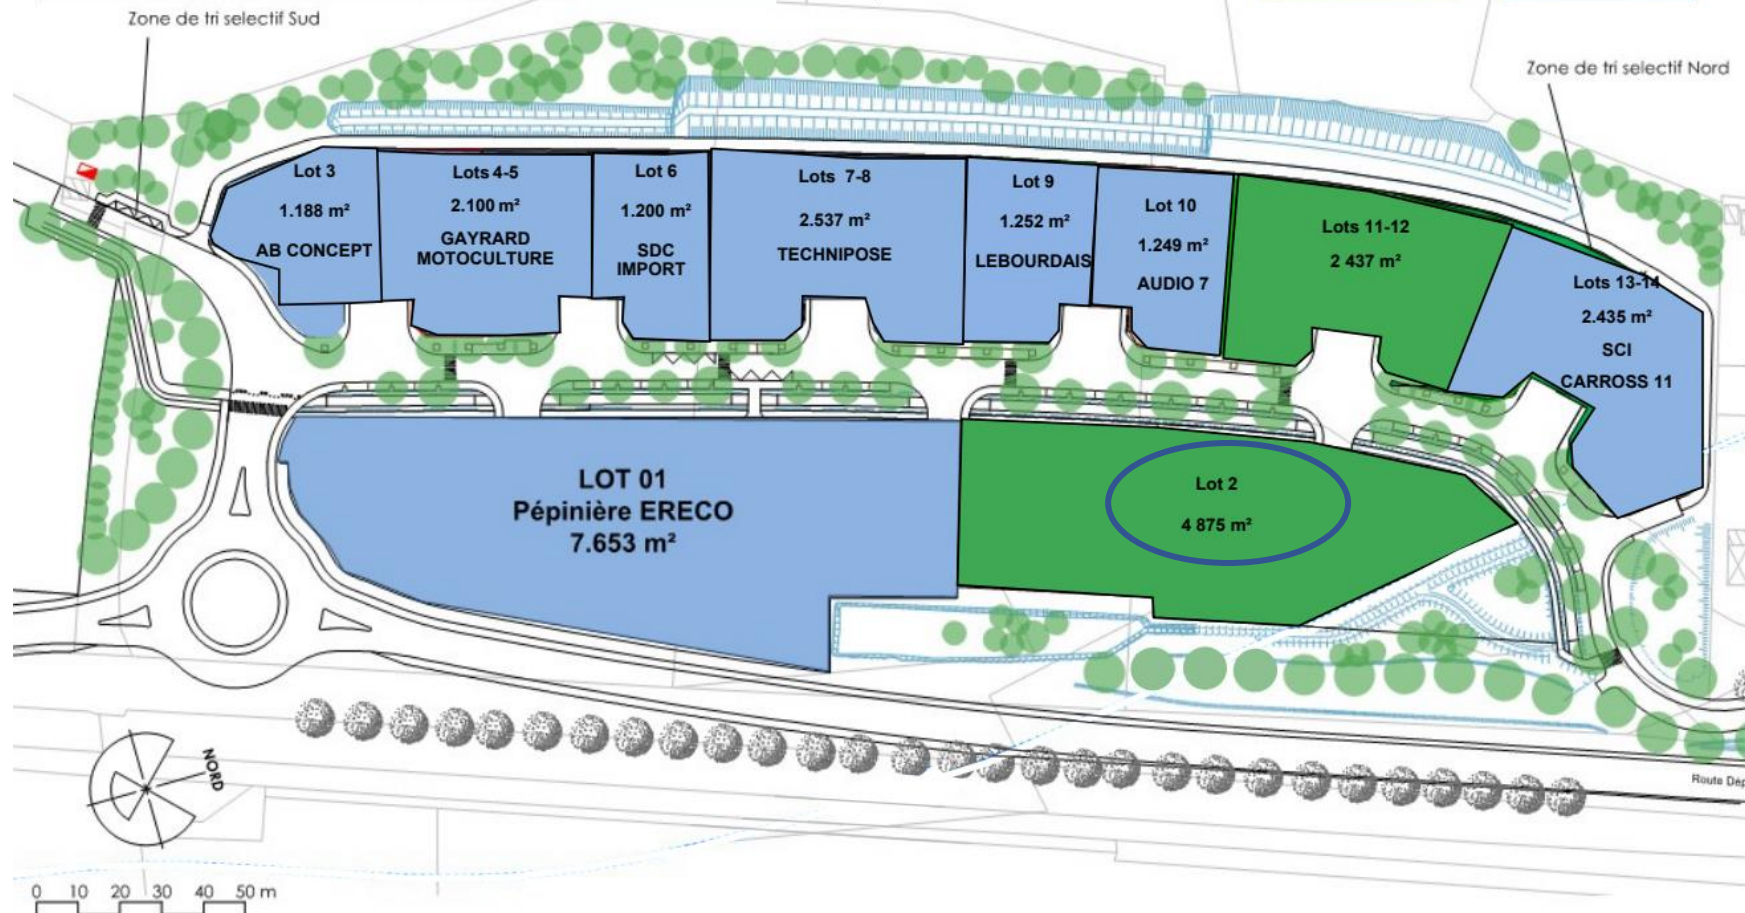 Zone de tri selectif Sud
Zone de tri selectif Nord
Lot 3
1.188 m²
AB CONCEPT
Lots 4-5
2.100 m²
GAYRARD
MOTOCULTURE
Lot 6
1.200 m²
SDC
IMPORT
Lots 7-8
2.537 m²
TECHNIPOSE
Lot 9
1.252 m²
LEBOURDAIS
Lot 10
1.249 m²
AUDIO 7
Lots 11-12
2 437 m²
Lots 13-14
2.435 m²
SCI
CARROSS 11
LOT 01
Pépinière ERECO
7.653 m²
Lot 2
4 875 m²
NORD
Route Dép
0 10 20 30 40 50 m